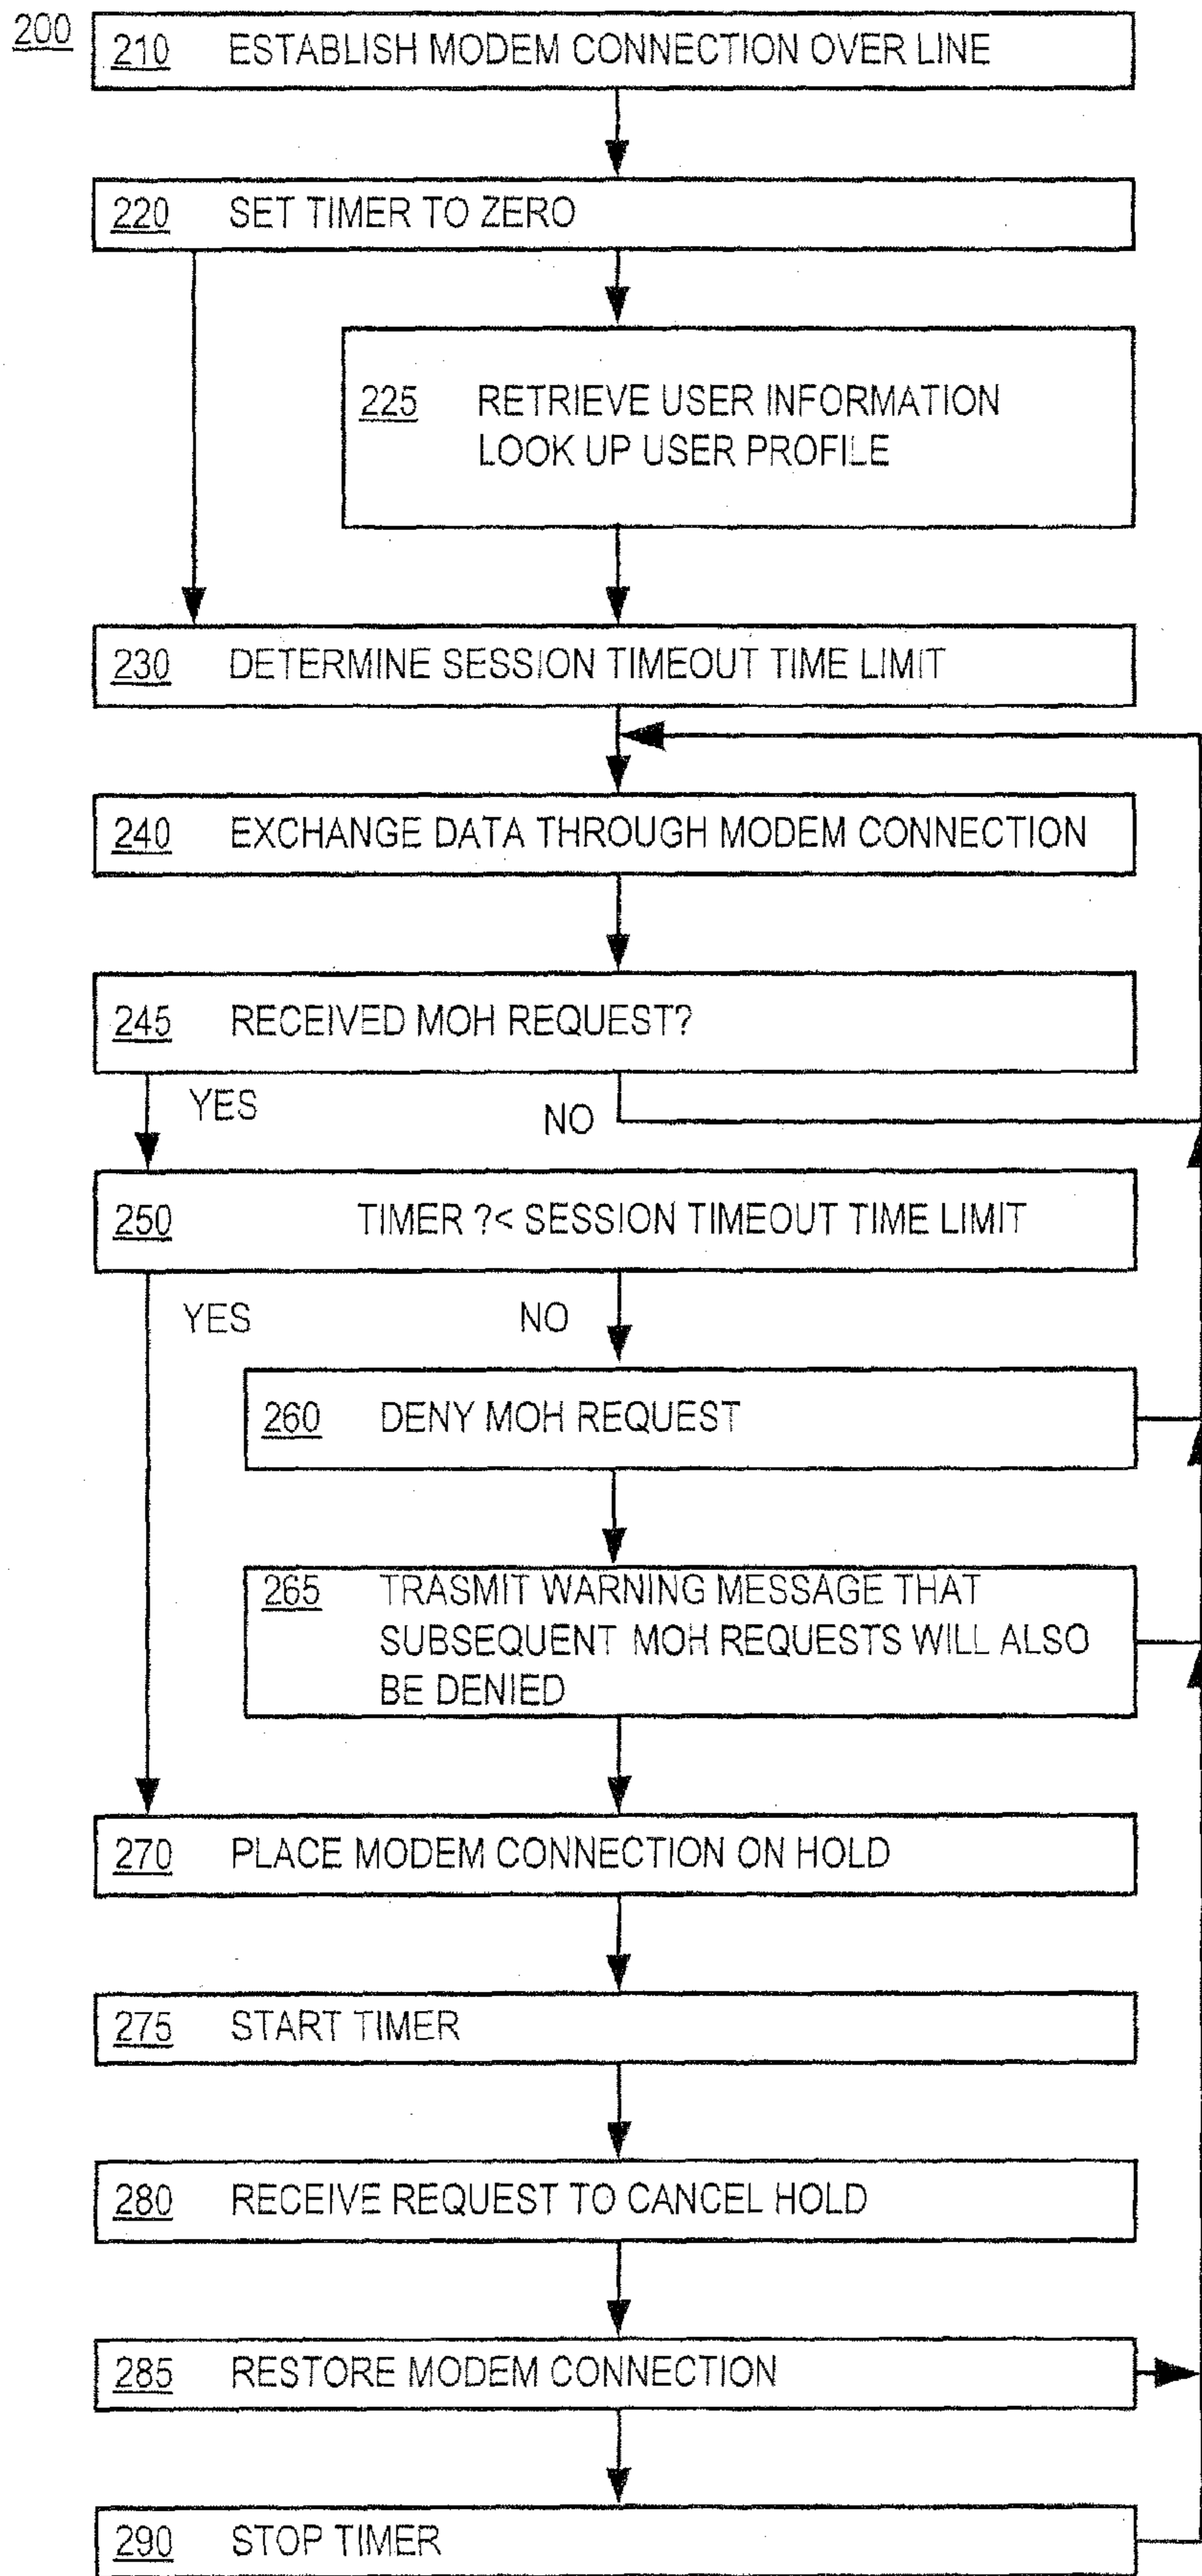 200
210 ESTABLISH MODEM CONNECTION OVER LINE
220 SET TIMER TO ZERO
225 RETRIEVE USER INFORMATION
LOOK UP USER PROFILE
230 DETERMINE SESSION TIMEOUT TIME LIMIT
240 EXCHANGE DATA THROUGH MODEM CONNECTION
245 RECEIVED MOH REQUEST?
YES NO
250 TIMER ?< SESSION TIMEOUT TIME LIMIT
YES NO
260 DENY MOH REQUEST
265 TRASMIT WARNING MESSAGE THAT
SUBSEQUENT MOH REQUESTS WILL ALSO
BE DENIED
270 PLACE MODEM CONNECTION ON HOLD
275 START TIMER
280 RECEIVE REQUEST TO CANCEL HOLD
285 RESTORE MODEM CONNECTION
290 STOP TIMER